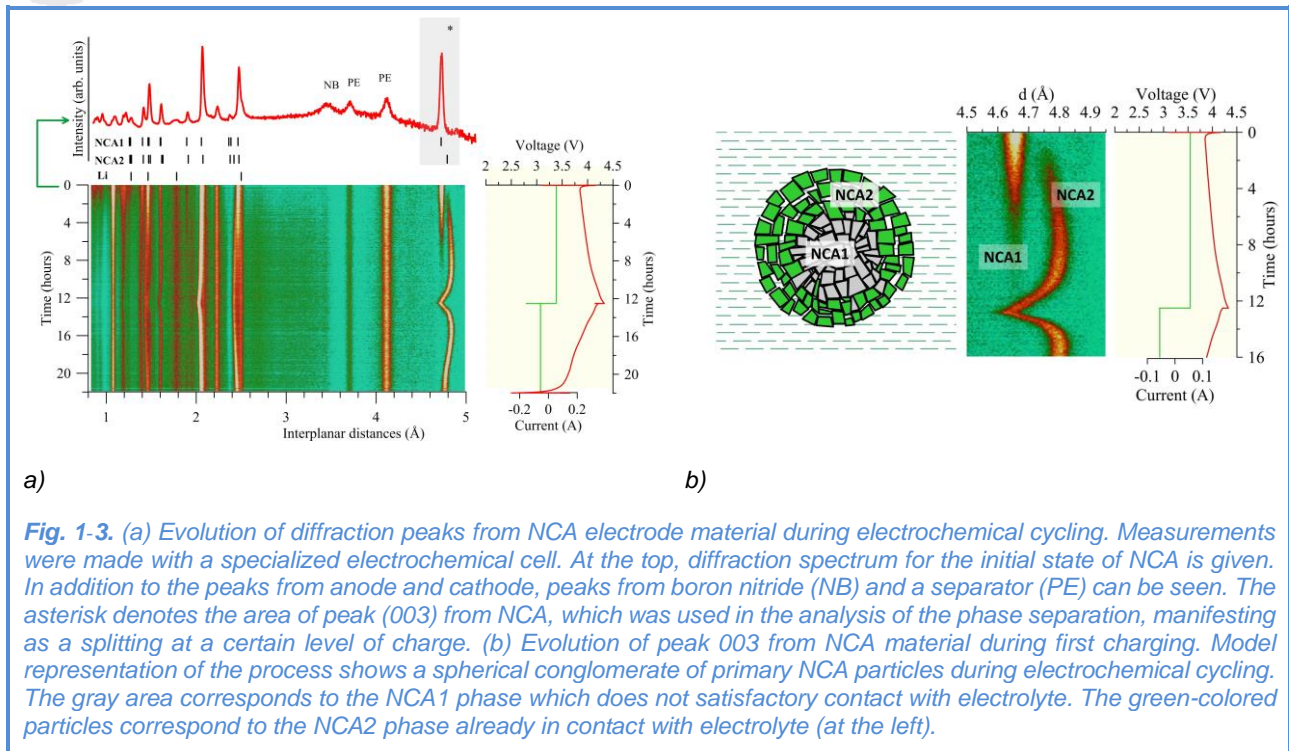 *
Intensity (arb. units)
NB
PE
PE
NCA1
NCA2
Li
Voltage (V)
2 2.5 3 3.5 4 4.5
0
4
8
12
16
20
Time (hours)
0
4
8
12
16
20
Time (hours)
1 2 3 4 5
Interplanar distances (Å)
-0.2 0 0.2
Current (A)
NCA2
NCA1
d (Å)
4.5 4.6 4.7 4.8 4.9
NCA2
NCA1
Voltage (V)
2 2.5 3 3.5 4 4.5
0
4
8
12
16
Time (hours)
-0.1 0 0.1
Current (A)
a)
b)
Fig. 1-3. (a) Evolution of diffraction peaks from NCA electrode material during electrochemical cycling. Measurements
were made with a specialized electrochemical cell. At the top, diffraction spectrum for the initial state of NCA is given.
In addition to the peaks from anode and cathode, peaks from boron nitride (NB) and a separator (PE) can be seen. The
asterisk denotes the area of peak (003) from NCA, which was used in the analysis of the phase separation, manifesting
as a splitting at a certain level of charge. (b) Evolution of peak 003 from NCA material during first charging. Model
representation of the process shows a spherical conglomerate of primary NCA particles during electrochemical cycling.
The gray area corresponds to the NCA1 phase which does not satisfactory contact with electrolyte. The green-colored
particles correspond to the NCA2 phase already in contact with electrolyte (at the left).